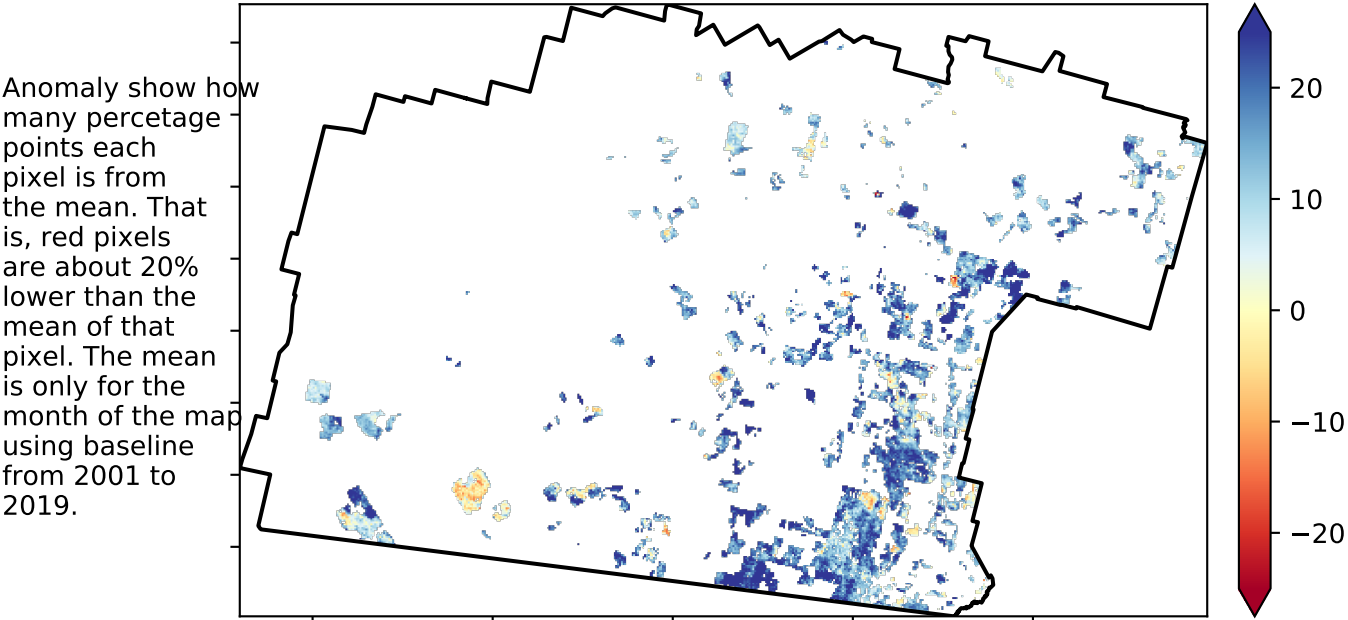 Anomaly show how
many percetage
points each
pixel is from
the mean. That
is, red pixels
are about 20%
lower than the
mean of that
pixel. The mean
is only for the
month of the map
using baseline
from 2001 to
2019.
20
10
0
−10
−20